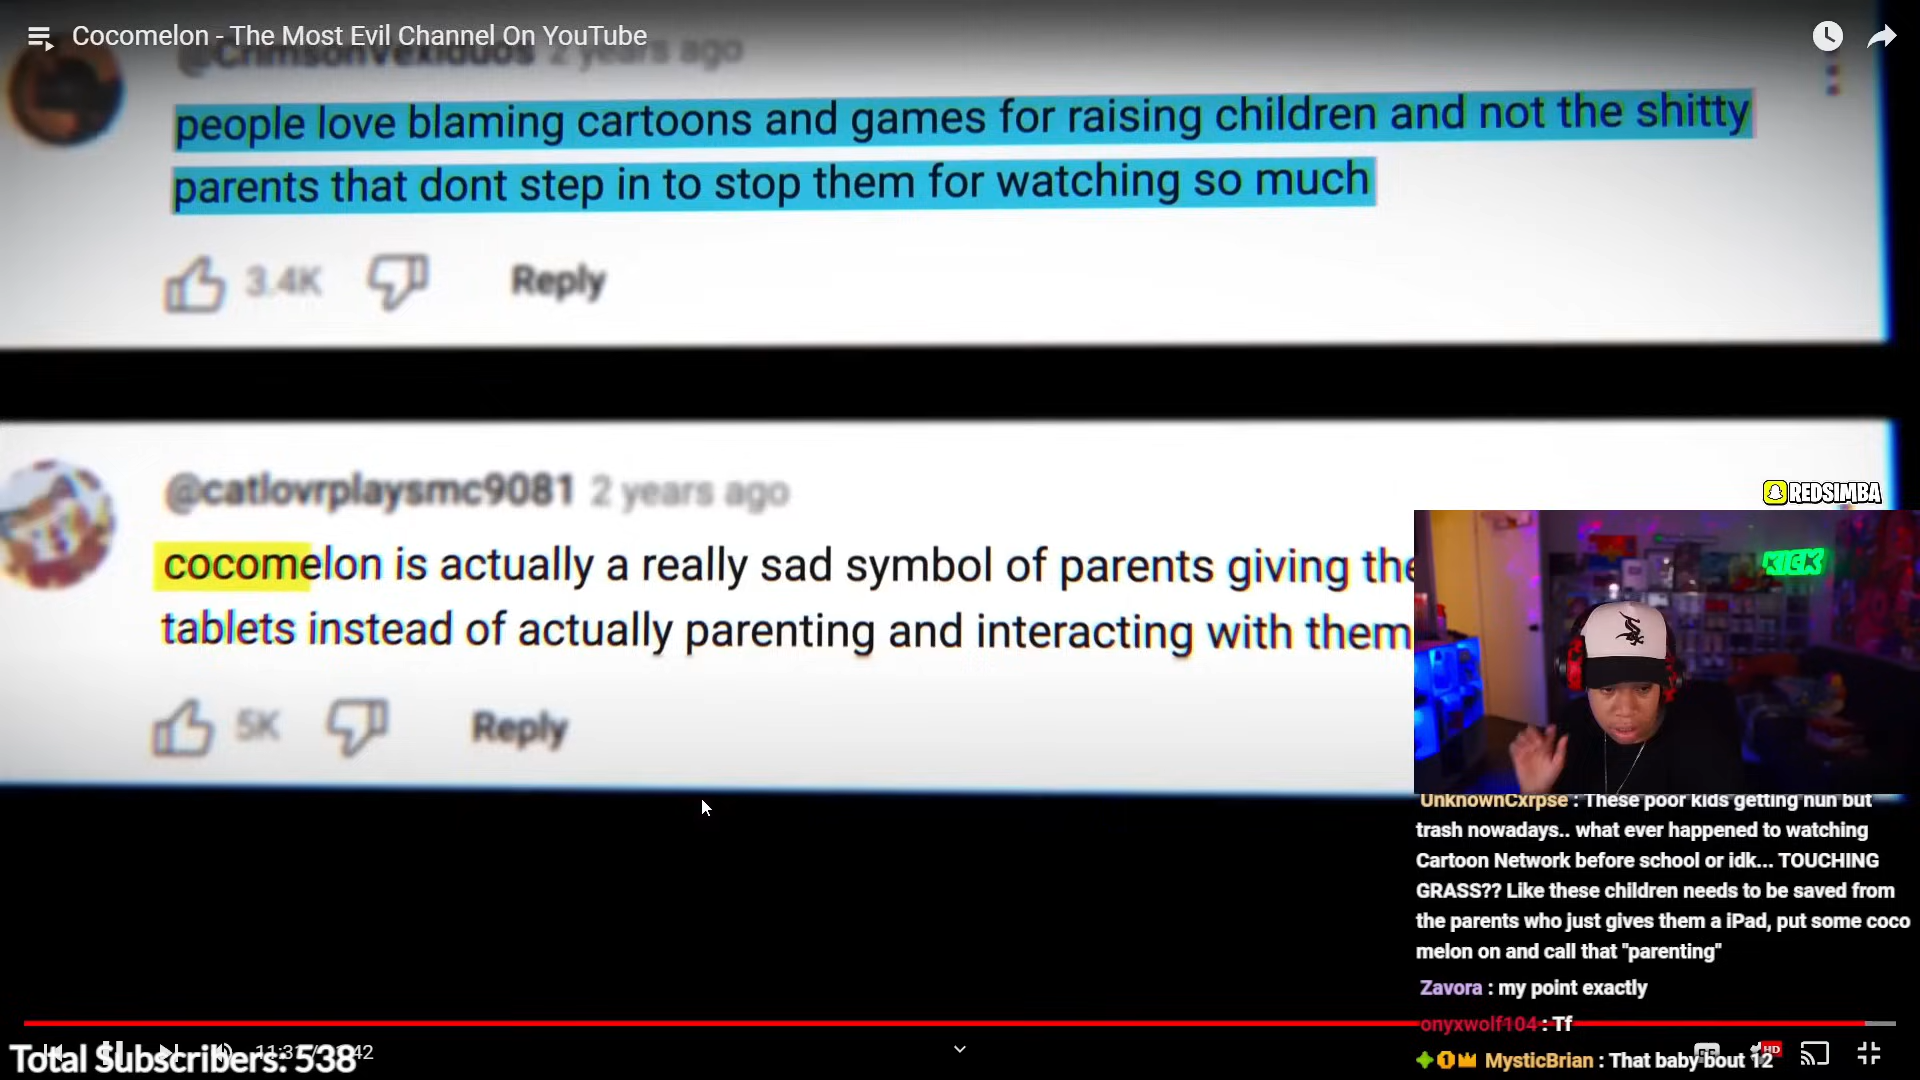 Cocomelon - The Most Evil Channel On YouTube
@CrimsonVexiduos 2 years ago
people love blaming cartoons and games for raising children and not the shitty
parents that dont step in to stop them for watching so much
3.4K Reply
@catlovrplaysmc9081 2 years ago
cocomelon is actually a really sad symbol of parents giving the
tablets instead of actually parenting and interacting with them
5K Reply
REDSIMBA
KICK
UnknownCxrpse : These poor kids getting nun but
trash nowadays.. what ever happened to watching
Cartoon Network before school or idk... TOUCHING
GRASS?? Like these children needs to be saved from
the parents who just gives them a iPad, put some coco
melon on and call that "parenting"
Zavora : my point exactly
onyxwolf104 : Tf
MysticBrian : That baby bout 12
HD
Total Subscribers: 538